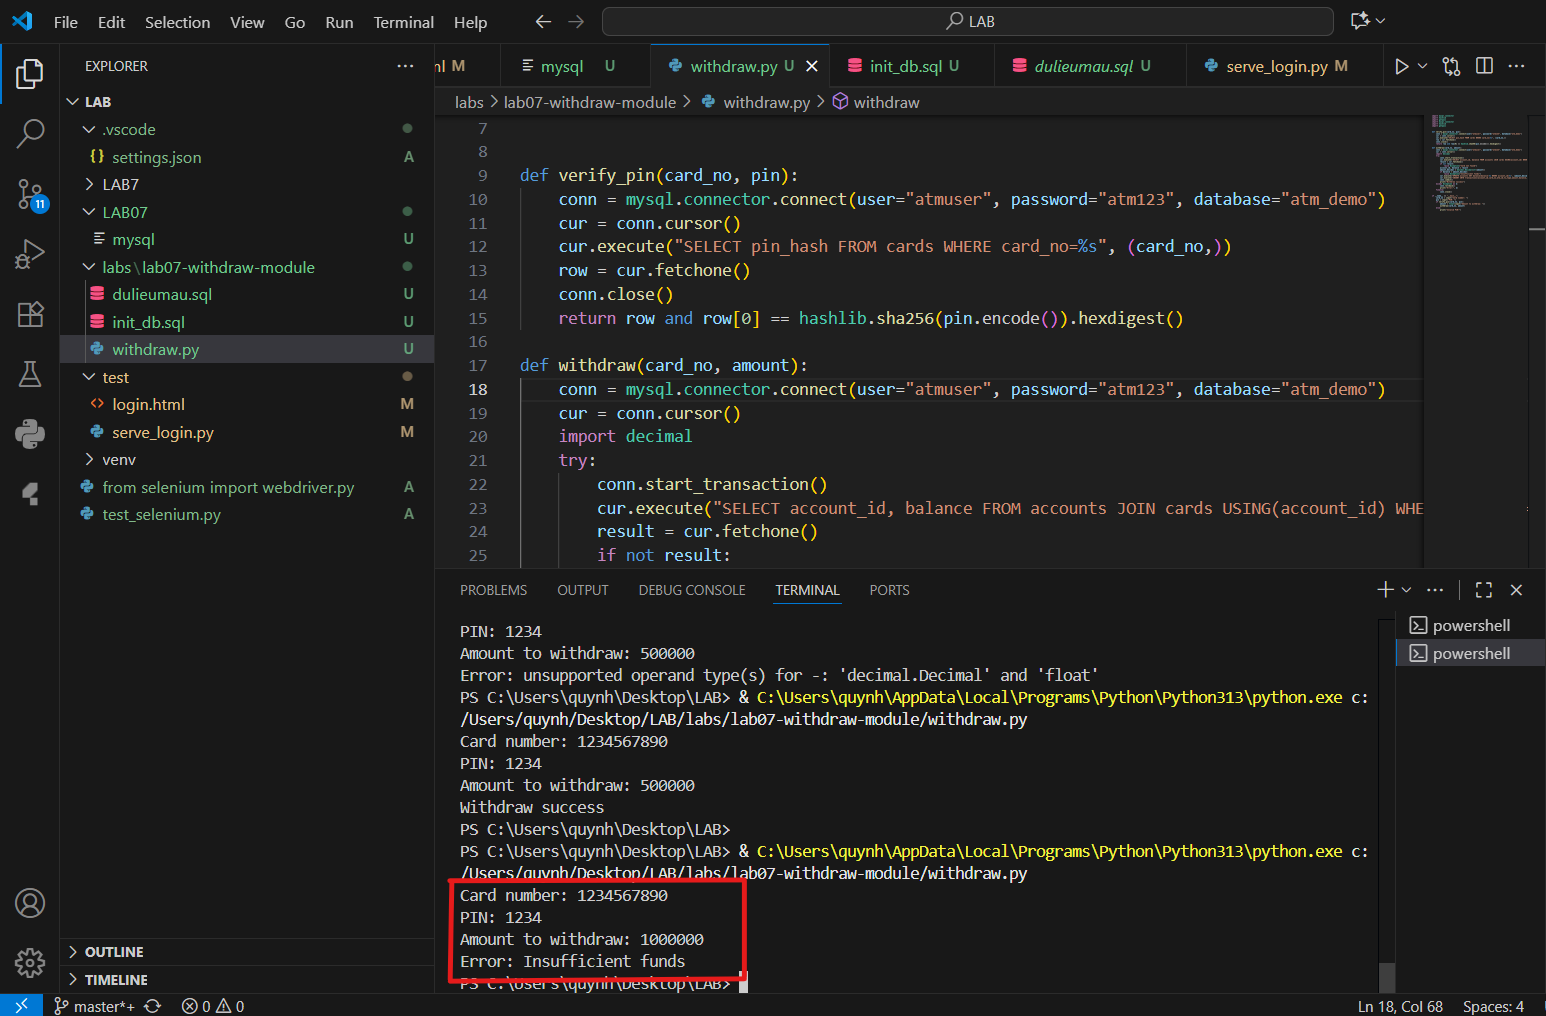 File Edit Selection View Go Run Terminal Help LAB
EXPLORER
LAB
.vscode
settings.json A
LAB7
LAB07
mysql U
labs\lab07-withdraw-module
dulieumau.sql U
init_db.sql U
withdraw.py U
test
login.html M
serve_login.py M
venv
from selenium import webdriver.py A
test_selenium.py A
OUTLINE
TIMELINE
nl M mysql U withdraw.py U init_db.sql U dulieumau.sql U serve_login.py M
labs > lab07-withdraw-module > withdraw.py > withdraw
7
8
9 def verify_pin(card_no, pin):
10 conn = mysql.connector.connect(user="atmuser", password="atm123", database="atm_demo")
11 cur = conn.cursor()
12 cur.execute("SELECT pin_hash FROM cards WHERE card_no=%s", (card_no,))
13 row = cur.fetchone()
14 conn.close()
15 return row and row[0] == hashlib.sha256(pin.encode()).hexdigest()
16
17 def withdraw(card_no, amount):
18 conn = mysql.connector.connect(user="atmuser", password="atm123", database="atm_demo")
19 cur = conn.cursor()
20 import decimal
21 try:
22 conn.start_transaction()
23 cur.execute("SELECT account_id, balance FROM accounts JOIN cards USING(account_id) WHE
24 result = cur.fetchone()
25 if not result:
PROBLEMS OUTPUT DEBUG CONSOLE TERMINAL PORTS
powershell
powershell
PIN: 1234
Amount to withdraw: 500000
Error: unsupported operand type(s) for -: 'decimal.Decimal' and 'float'
PS C:\Users\quynh\Desktop\LAB> & C:\Users\quynh\AppData\Local\Programs\Python\Python313\python.exe c:
/Users/quynh/Desktop/LAB/labs/lab07-withdraw-module/withdraw.py
Card number: 1234567890
PIN: 1234
Amount to withdraw: 500000
Withdraw success
PS C:\Users\quynh\Desktop\LAB>
PS C:\Users\quynh\Desktop\LAB> & C:\Users\quynh\AppData\Local\Programs\Python\Python313\python.exe c:
/Users/quynh/Desktop/LAB/labs/lab07-withdraw-module/withdraw.py
Card number: 1234567890
PIN: 1234
Amount to withdraw: 1000000
Error: Insufficient funds
PS C:\Users\quynh\Desktop\LAB>
11
master*+ 0 0 Ln 18, Col 68 Spaces: 4